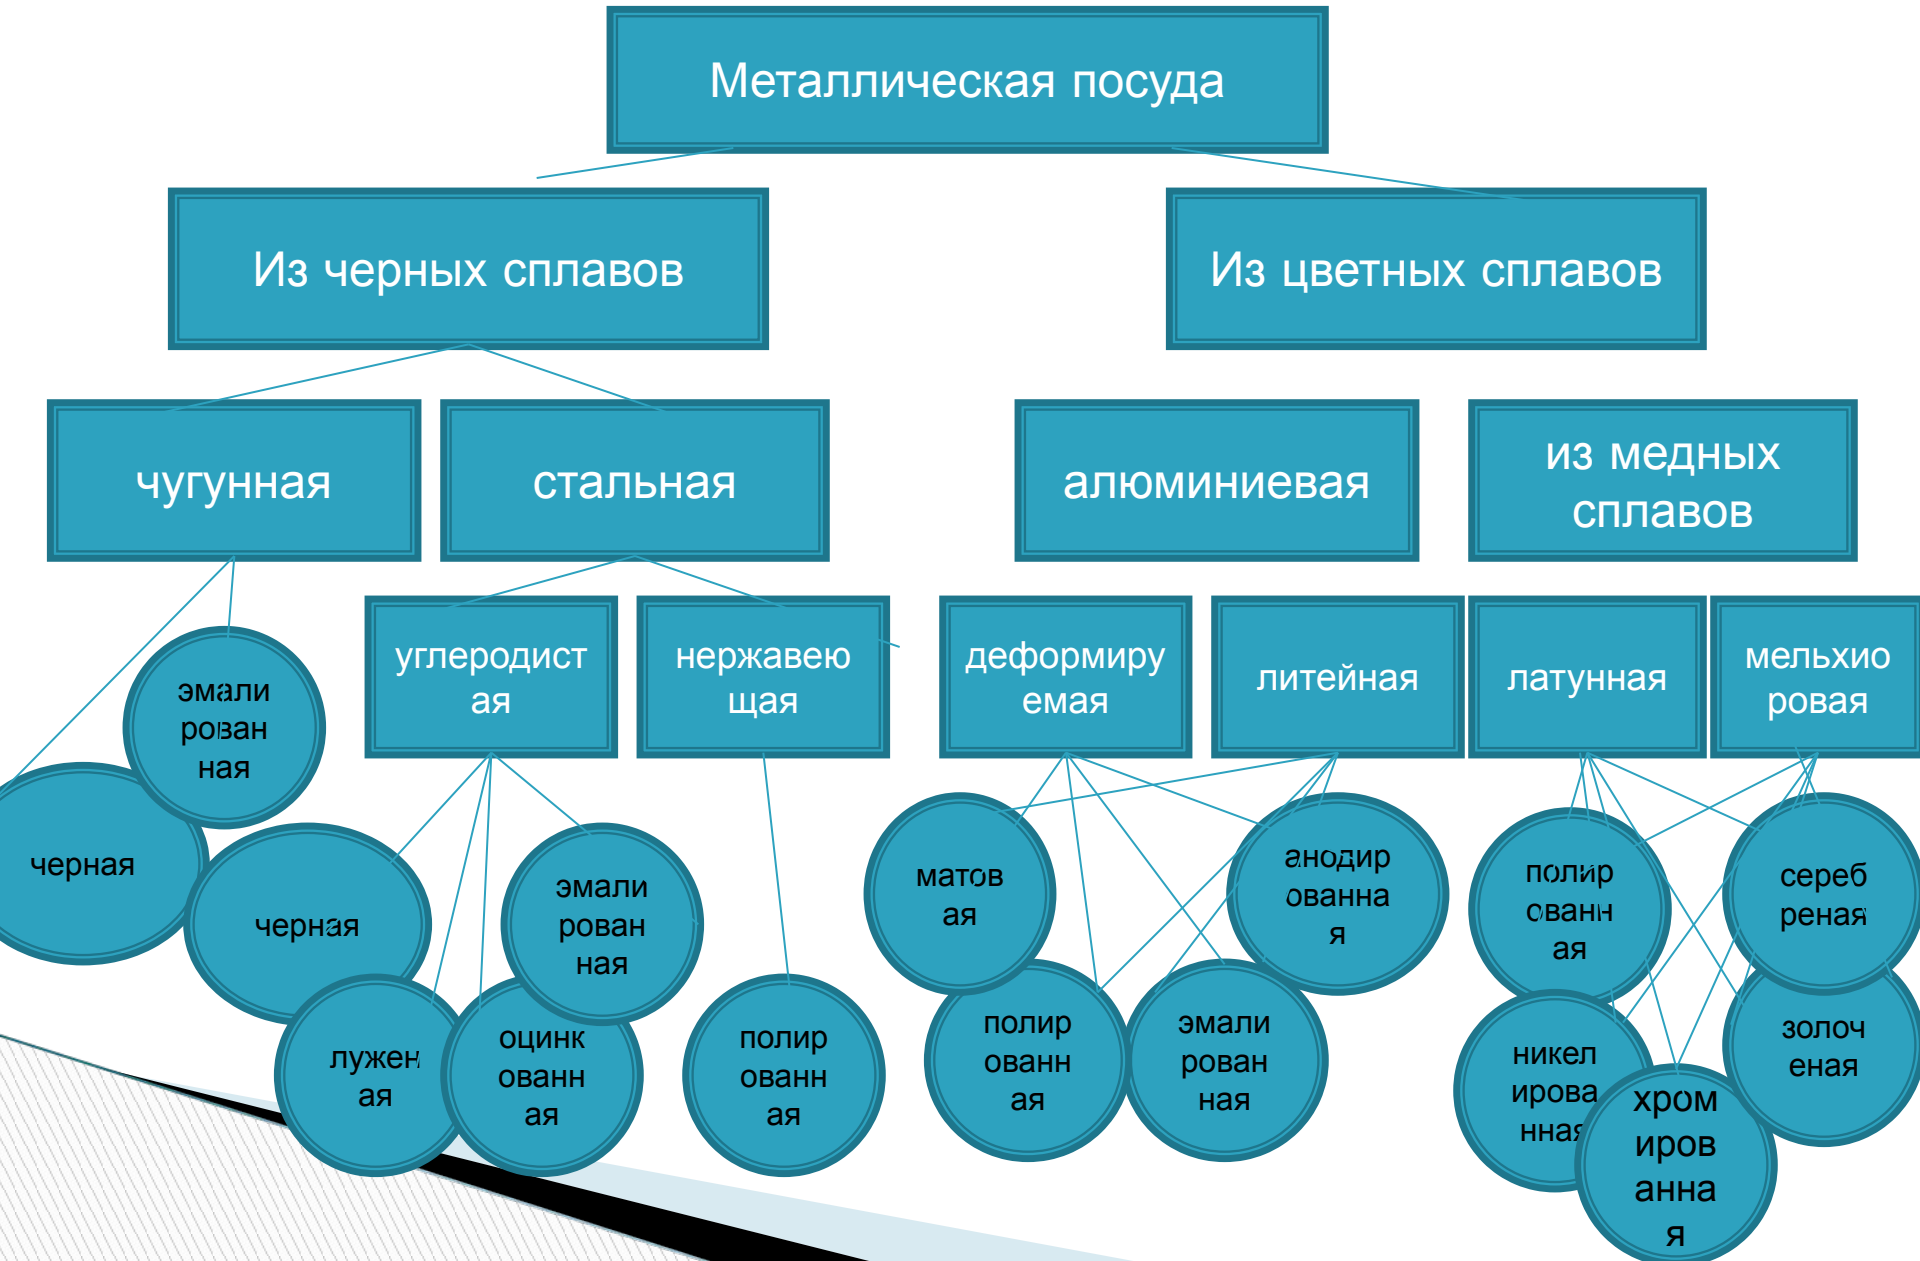 Металлическая посуда
Из черных сплавов
Из цветных сплавов
чугунная
стальная
алюминиевая
из медных
сплавов
углеродист
ая
нержавею
щая
деформиру
емая
литейная
латунная
мельхио
ровая
эмали
рован
ная
черная
черная
лужен
ая
оцинк
ованн
ая
эмали
рован
ная
полир
ованн
ая
матов
ая
полир
ованн
ая
эмали
рован
ная
анодир
ованна
я
полир
ованн
ая
никел
ирова
нная
хром
иров
анна
я
сереб
реная
золоч
еная